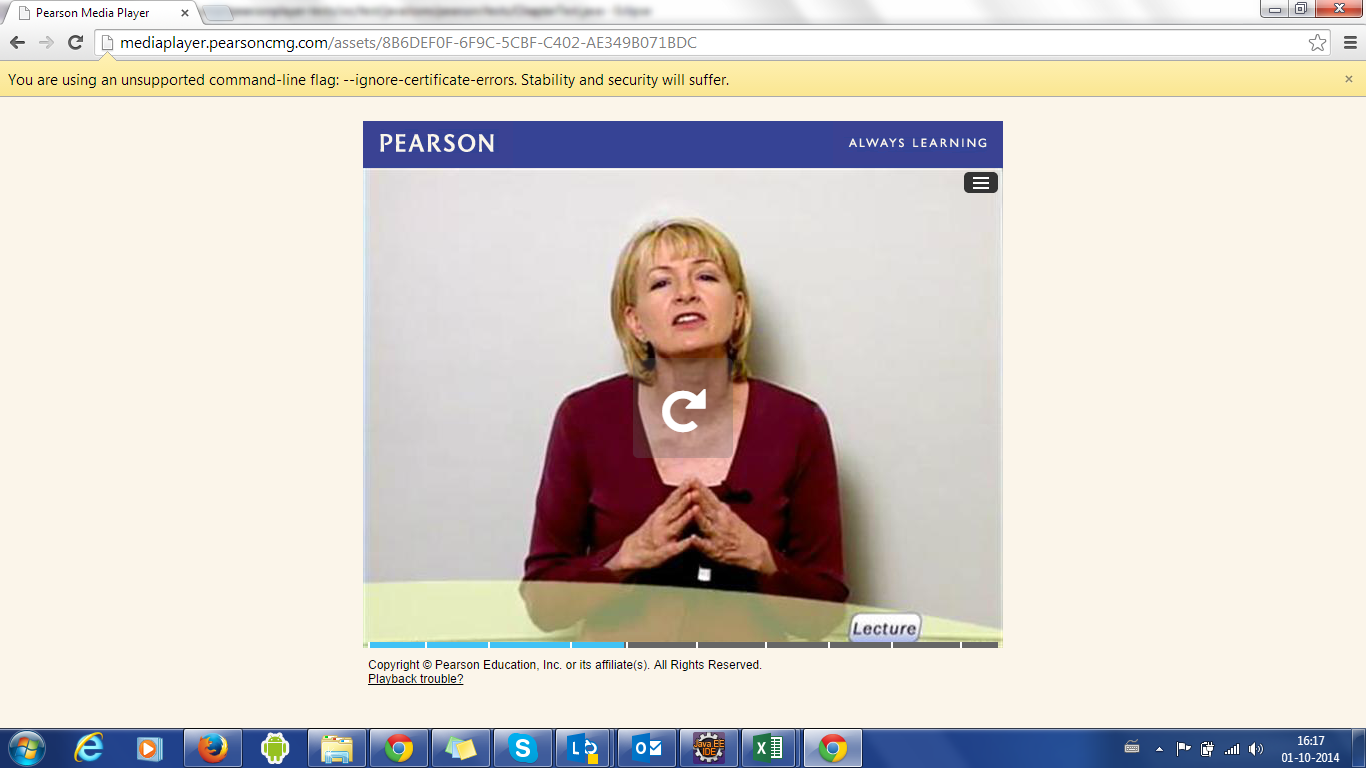 Pearson Media Player
mediaplayer.pearsoncmg.com/assets/8B6DEF0F-6F9C-5CBF-C402-AE349B071BDC
You are using an unsupported command-line flag: --ignore-certificate-errors. Stability and security will suffer.
PEARSON
ALWAYS LEARNING
Lecture
Copyright © Pearson Education, Inc. or its affiliate(s). All Rights Reserved.
Playback trouble?
Java EE
IDE
16:17
01-10-2014